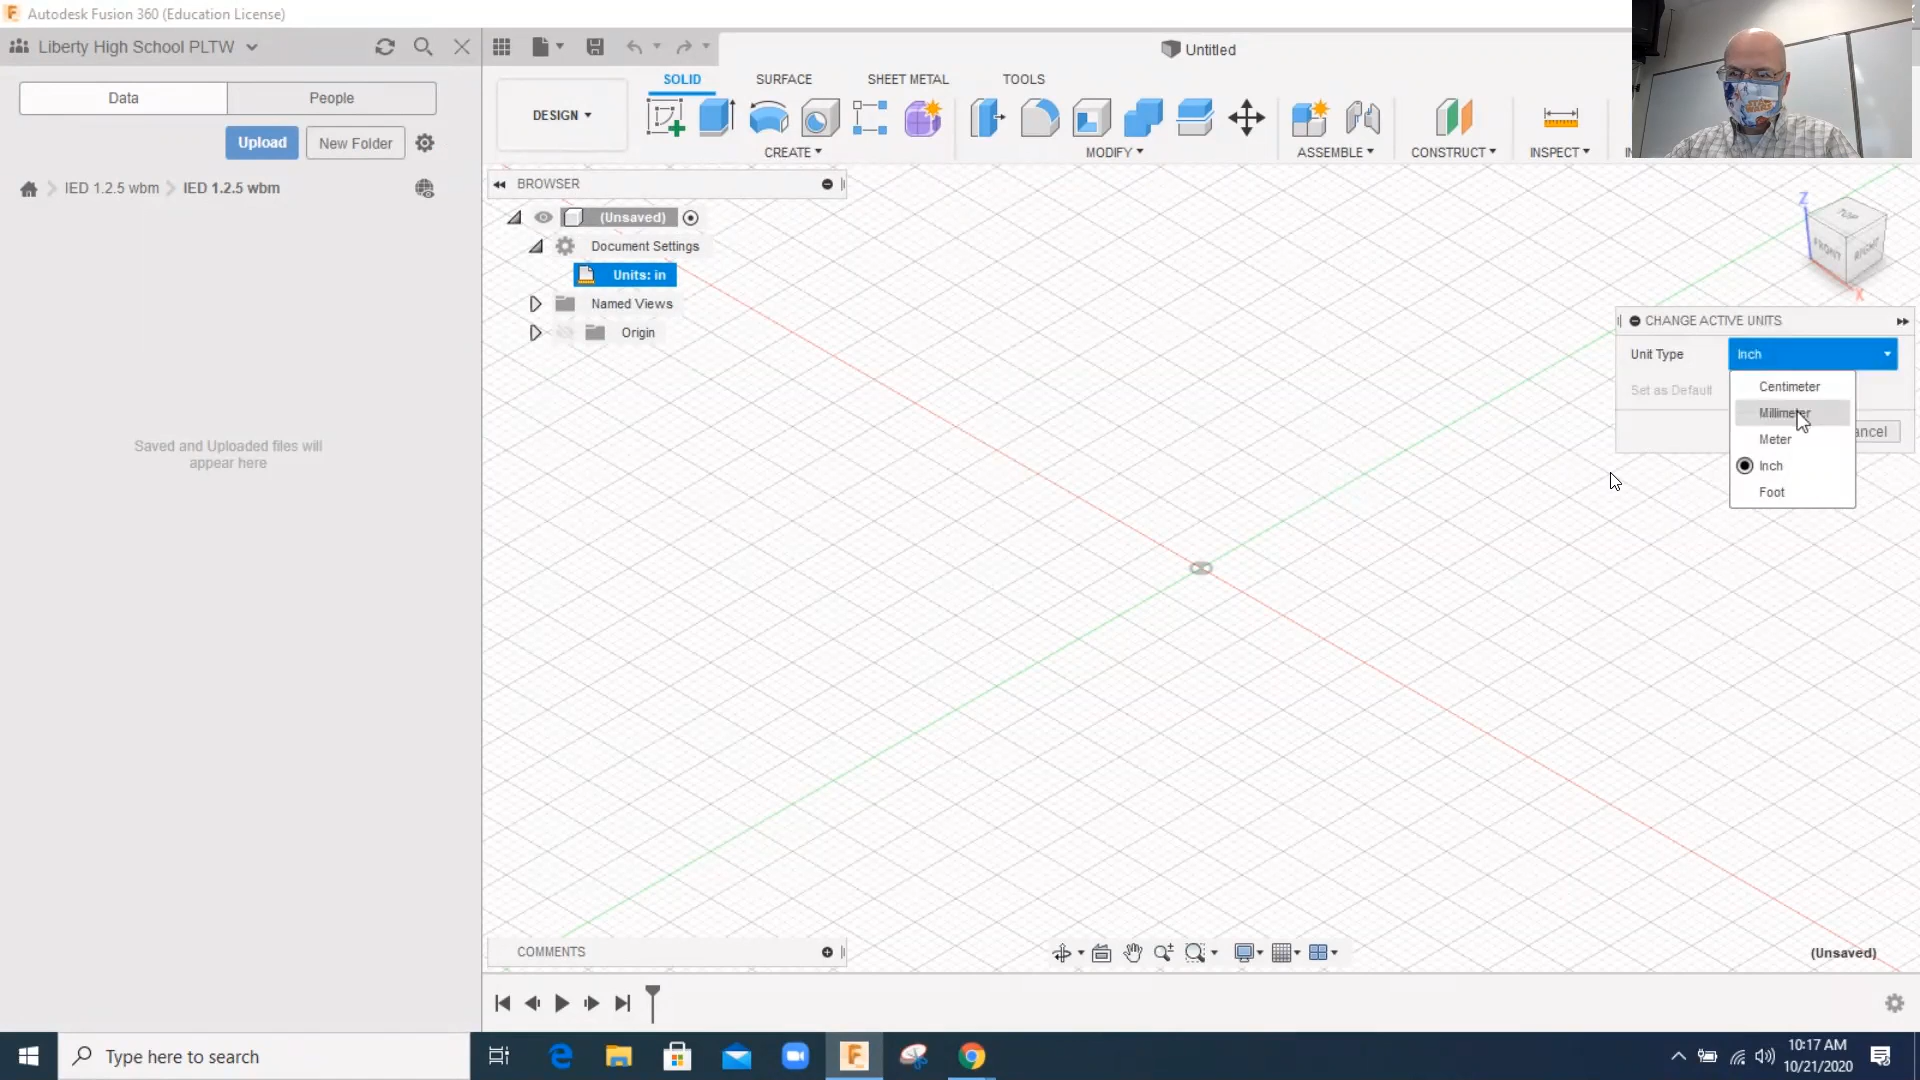 Autodesk Fusion 360 (Education License)
Liberty High School PLTW
Untitled
Data
People
SOLID
SURFACE
SHEET METAL
TOOLS
DESIGN
Upload
New Folder
CREATE
MODIFY
ASSEMBLE
CONSTRUCT
INSPECT
IED 1.2.5 wbm
IED 1.2.5 wbm
BROWSER
(Unsaved)
Document Settings
Units: in
Named Views
Origin
Z
TOP
FRONT
RIGHT
X
CHANGE ACTIVE UNITS
Unit Type
Inch
Set as Default
Centimeter
Millimeter
Meter
Inch
Foot
Saved and Uploaded files will
appear here
COMMENTS
(Unsaved)
Type here to search
10:17 AM
10/21/2020